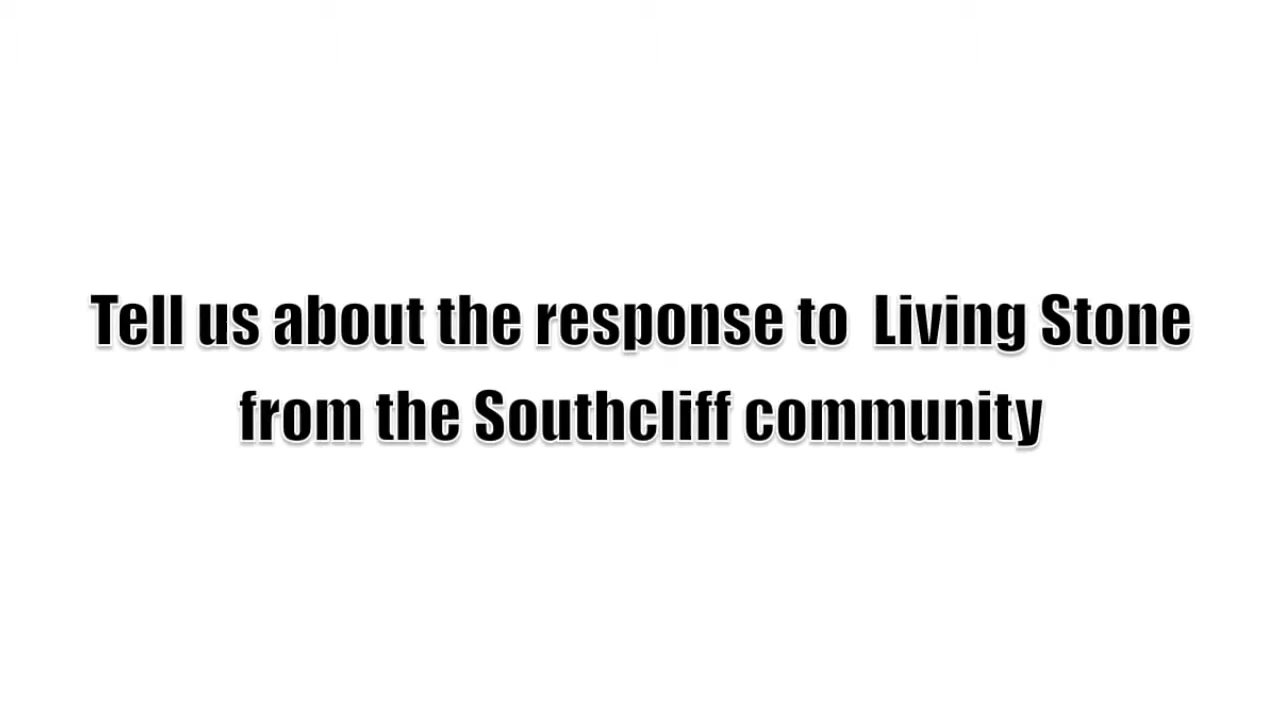 Tell us about the response to  Living Stone
from the Southcliff community